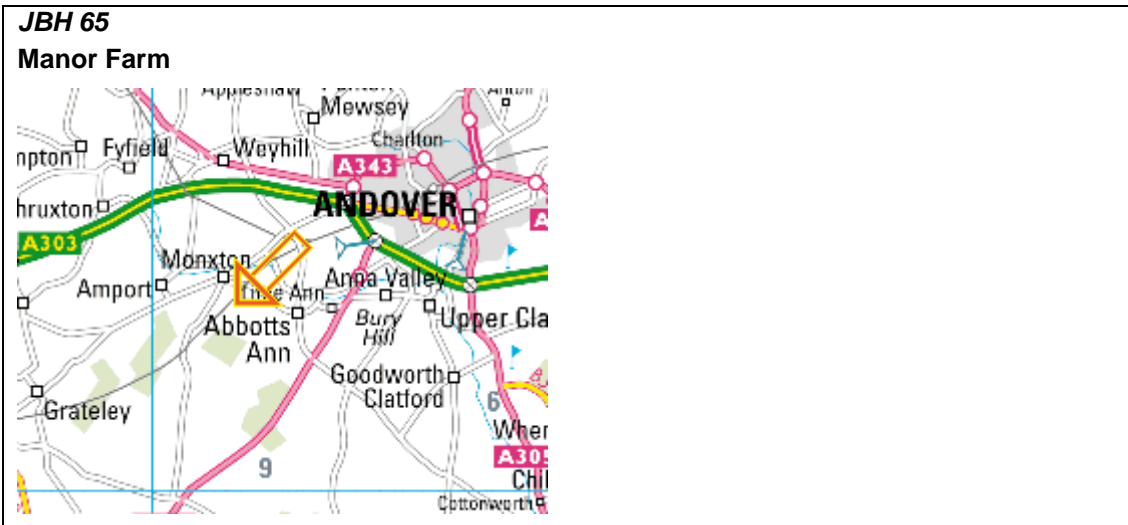 JBH 65
Manor Farm
Mewsey
Charlton
Fyfield
Weyhill
A343
ANDOVER
A303
Monxton
Amport
Ann
Anna Valley
Abbotts
Ann
Bury
Hill
Upper Cla
Goodworth
Clatford
Grateley
6
Wher
A305
9
Chil
Cottonworth